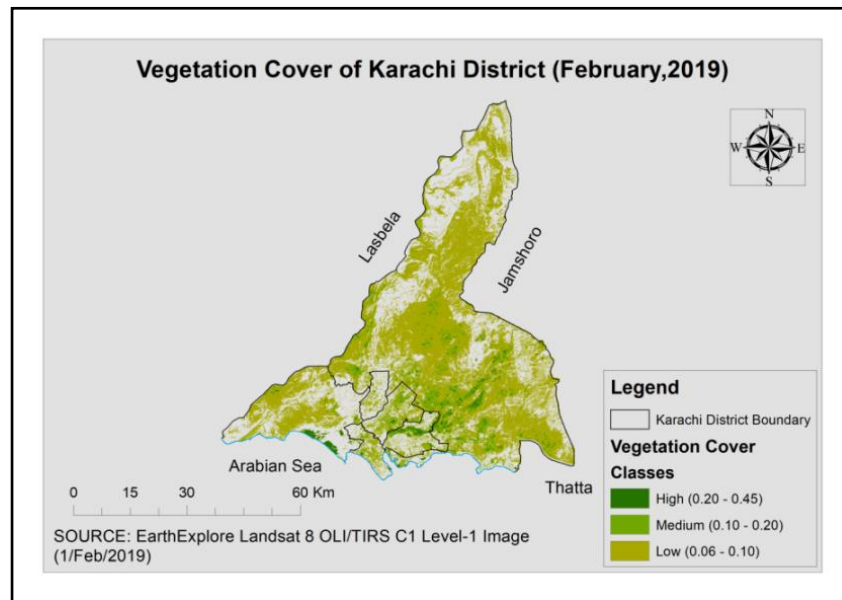 Vegetation Cover of Karachi District (February,2019)
N
W E
S
Lasbela
Jamshoro
Arabian Sea
Thatta
0 15 30 60 Km
SOURCE: EarthExplore Landsat 8 OLI/TIRS C1 Level-1 Image
(1/Feb/2019)
Legend
Karachi District Boundary
Vegetation Cover
Classes
High (0.20 - 0.45)
Medium (0.10 - 0.20)
Low (0.06 - 0.10)